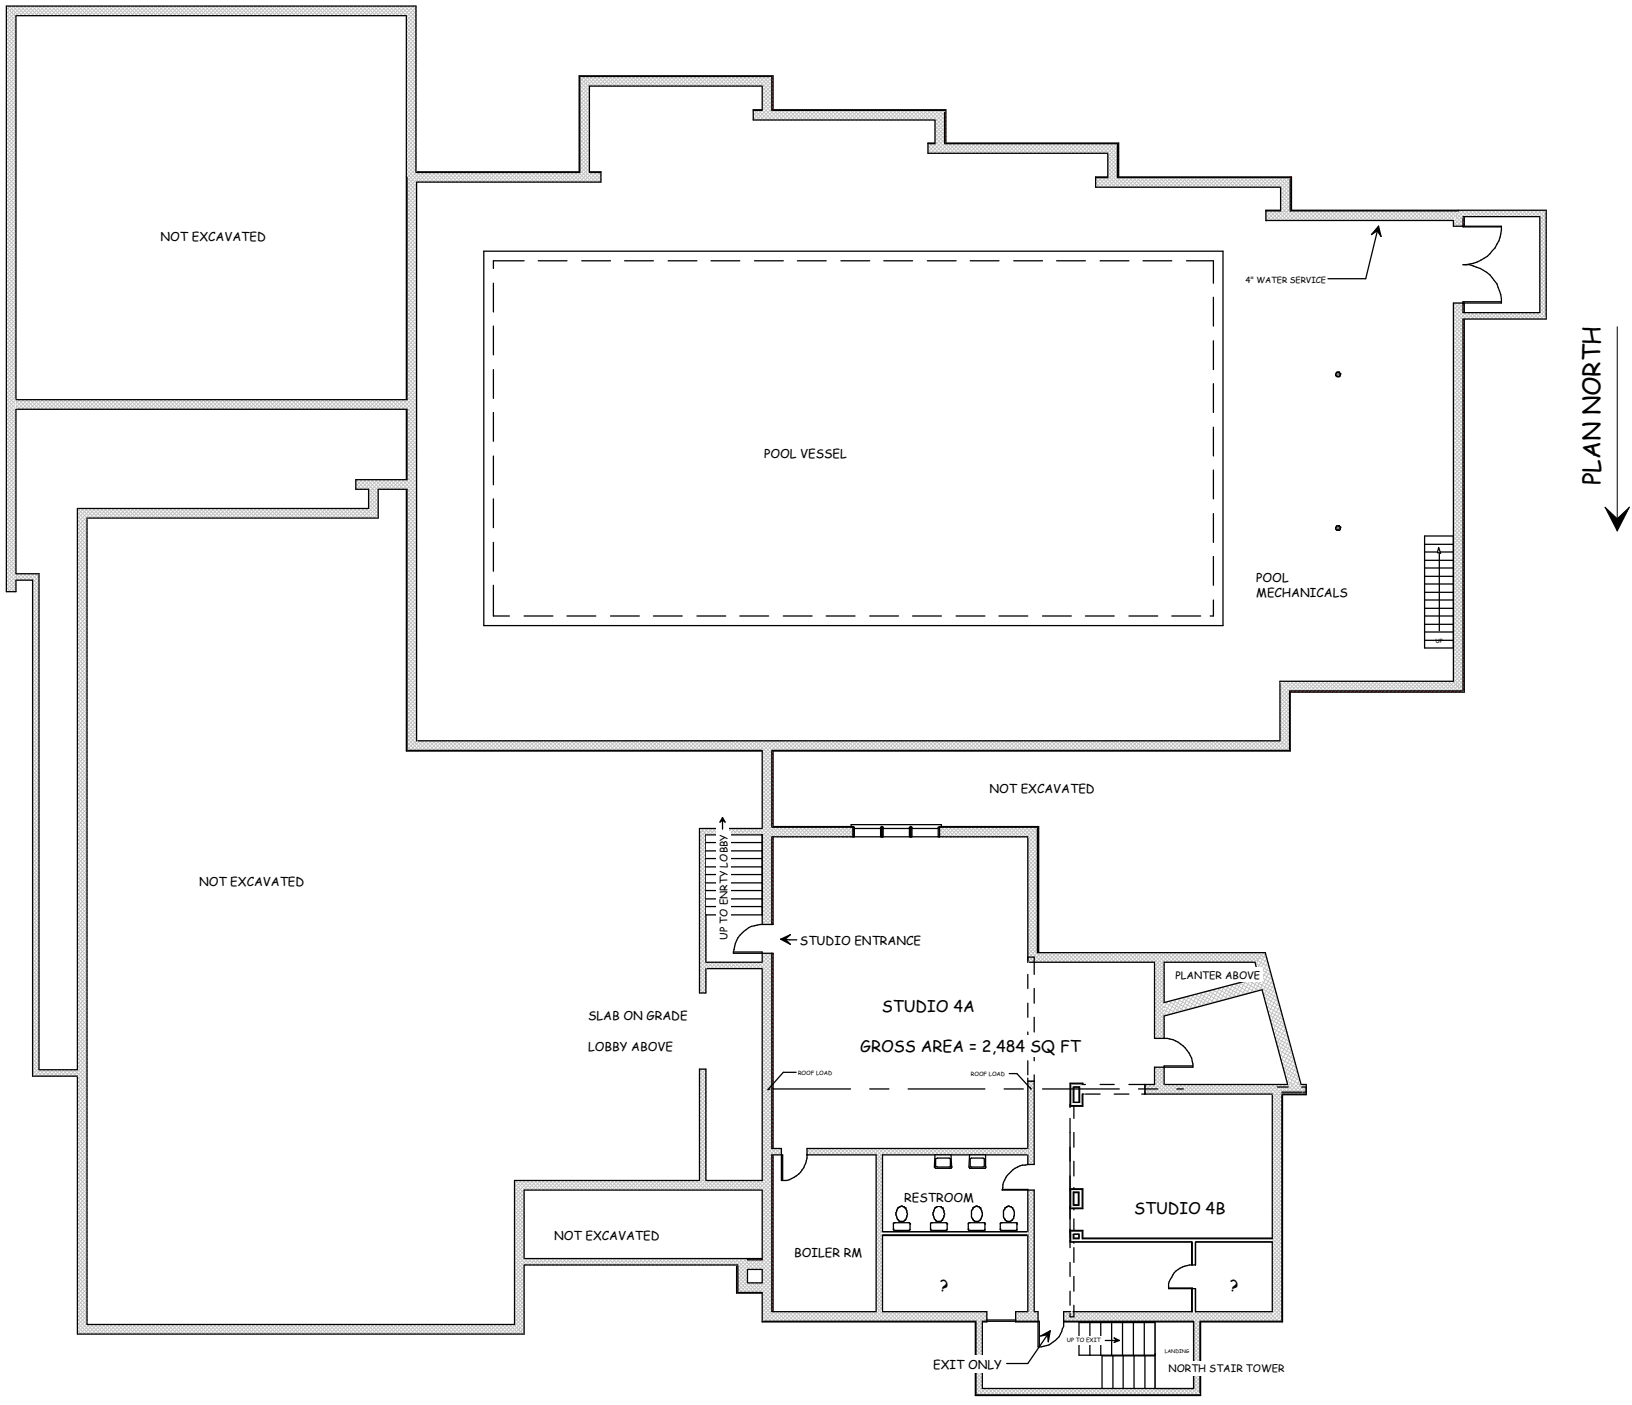 NOT EXCAVATED
4" WATER SERVICE
PLAN NORTH
POOL VESSEL
POOL
MECHANICALS
UP
NOT EXCAVATED
UP TO ENRTY LOBBY
NOT EXCAVATED
STUDIO ENTRANCE
PLANTER ABOVE
STUDIO 4A
SLAB ON GRADE
LOBBY ABOVE
GROSS AREA = 2,484 SQ FT
ROOF LOAD
ROOF LOAD
RESTROOM
STUDIO 4B
NOT EXCAVATED
BOILER RM
?
?
UP TO EXIT
LANDING
EXIT ONLY
NORTH STAIR TOWER